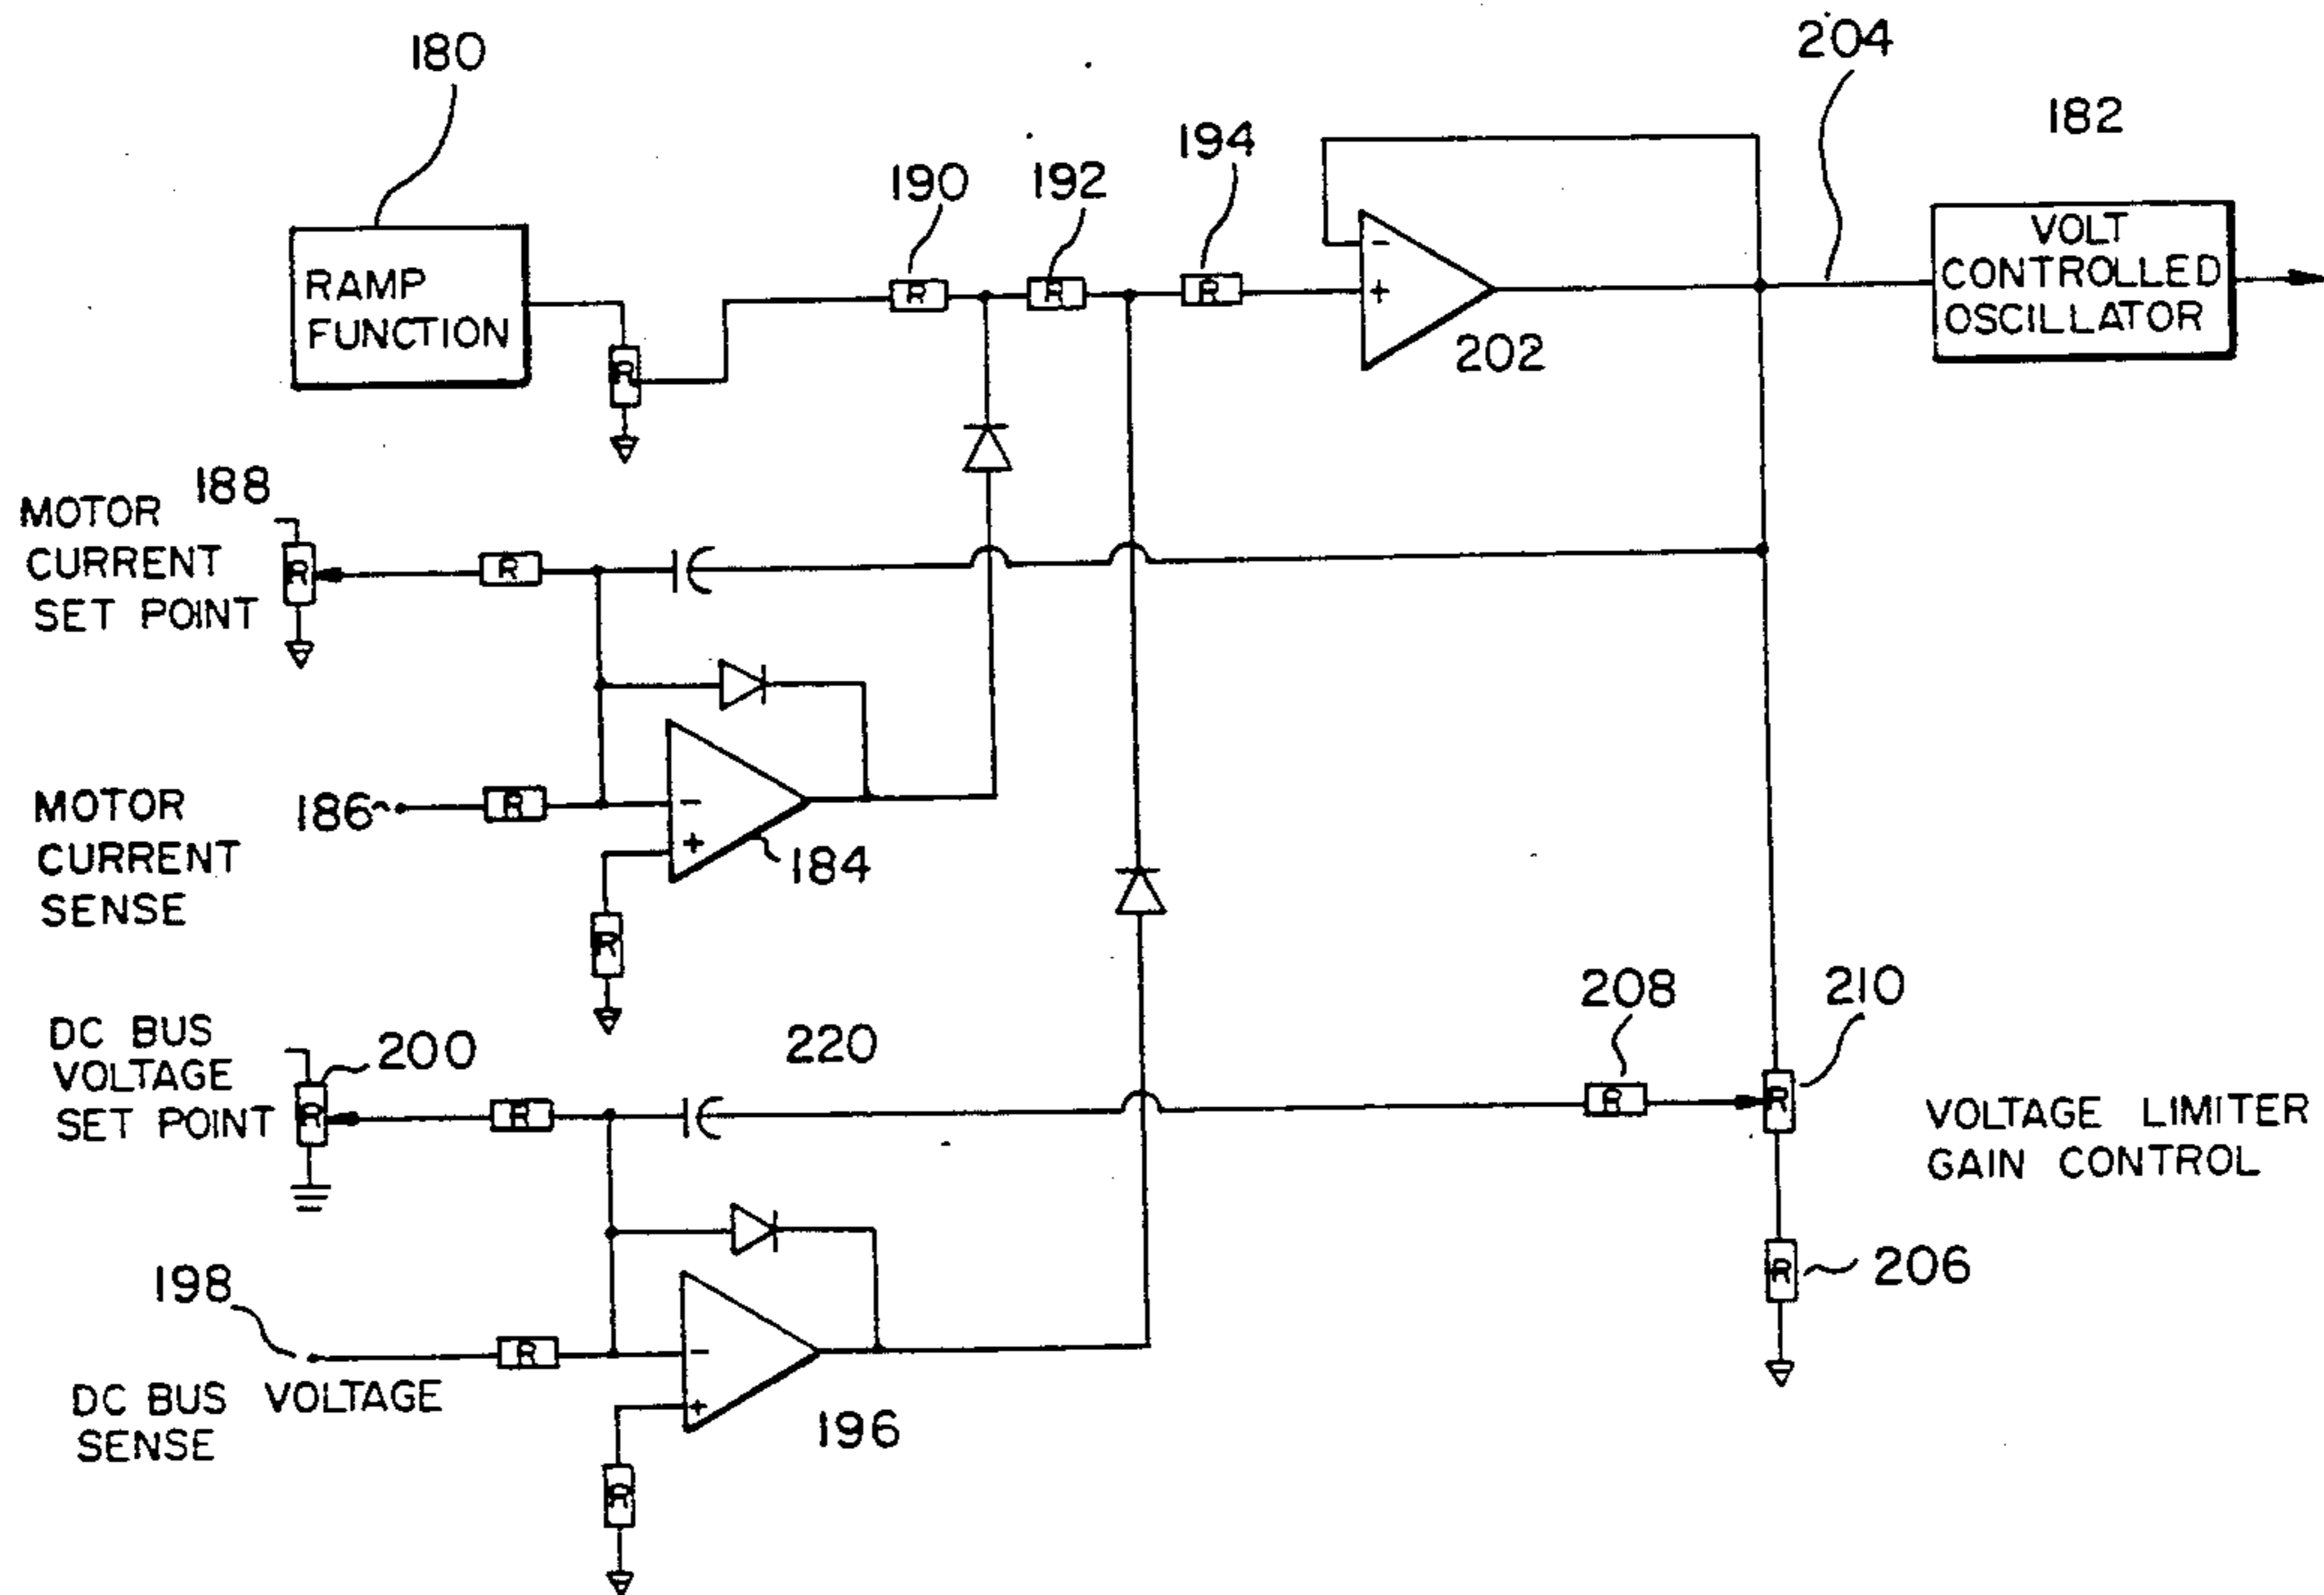 180
204
182
194
190
192
RAMP
FUNCTION
R
R
R
R
-
+
202
VOLT
CONTROLLED
OSCILLATOR
188
MOTOR
CURRENT
SET POINT
R
R
MOTOR
CURRENT
SENSE
186
R
-
+
184
R
DC BUS
VOLTAGE
SET POINT
200
R
R
220
208
R
210
R
VOLTAGE LIMITER
GAIN CONTROL
R
206
198
R
DC BUS VOLTAGE
SENSE
-
+
196
R